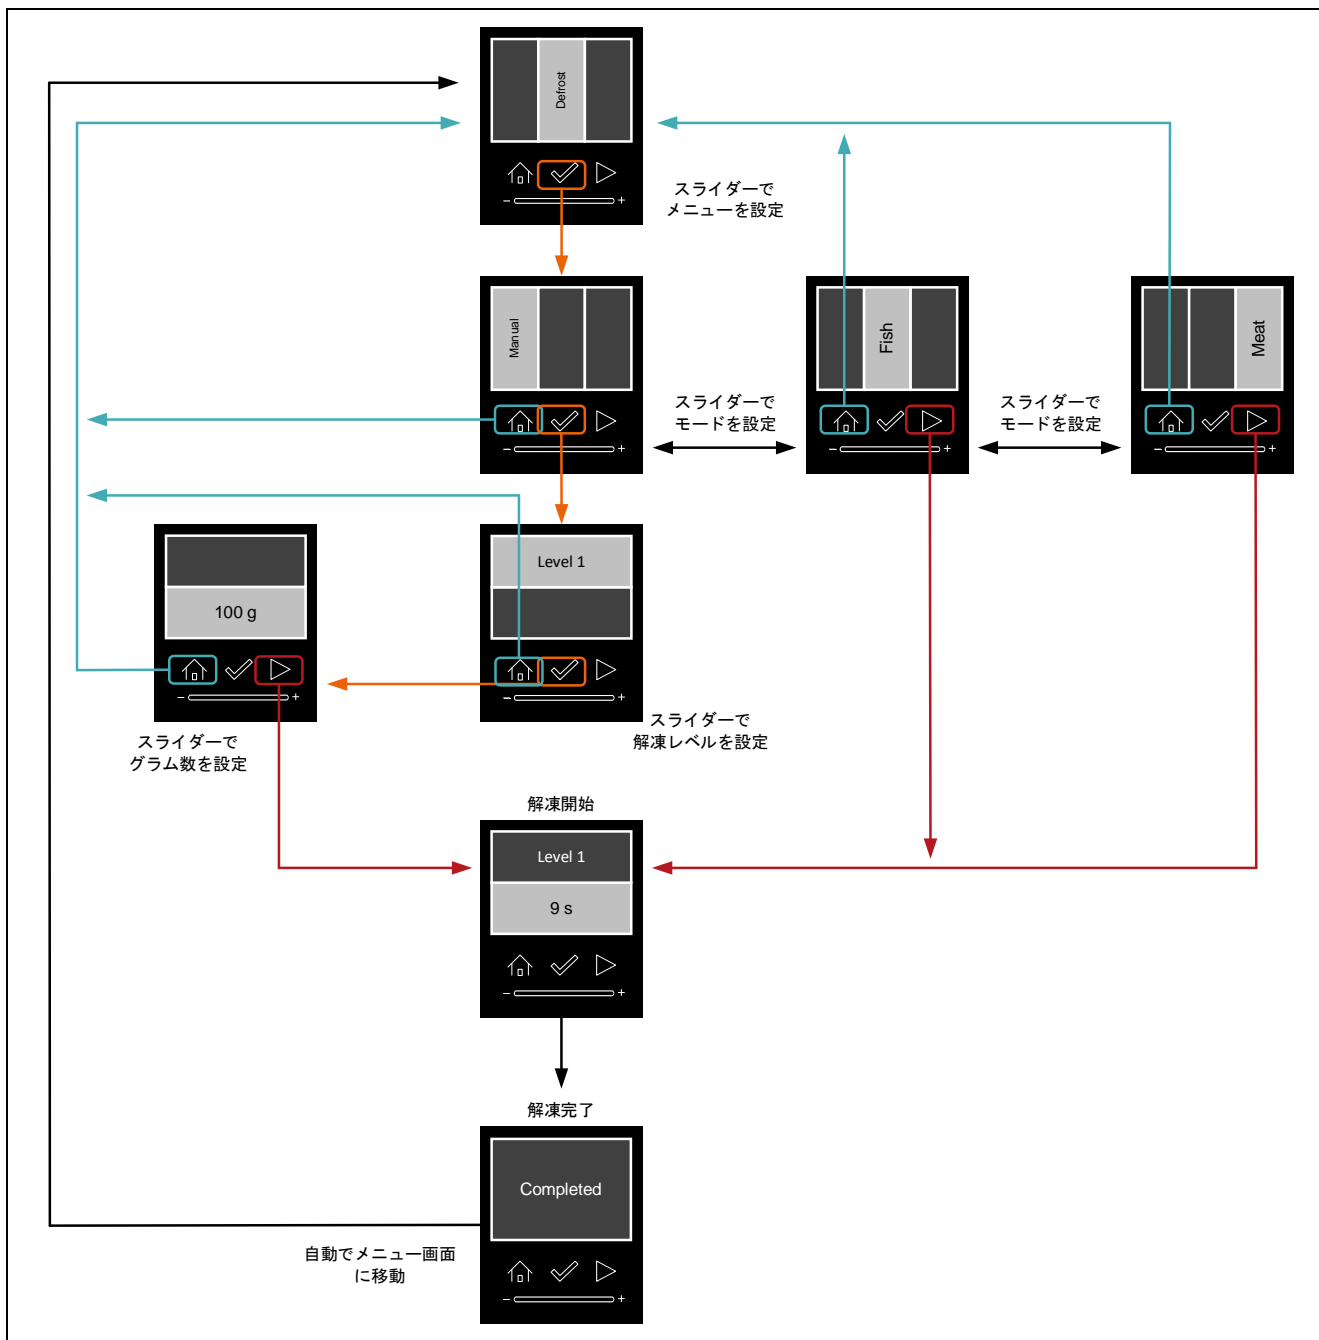 Defrost
- +
スライダーで
メニューを設定
Manual
- +
スライダーで
モードを設定
Fish
- +
スライダーで
モードを設定
Meat
- +
100 g
- +
スライダーで
グラム数を設定
Level 1
- +
スライダーで
解凍レベルを設定
解凍開始
Level 1
9 s
- +
解凍完了
Completed
- +
自動でメニュー画面
に移動